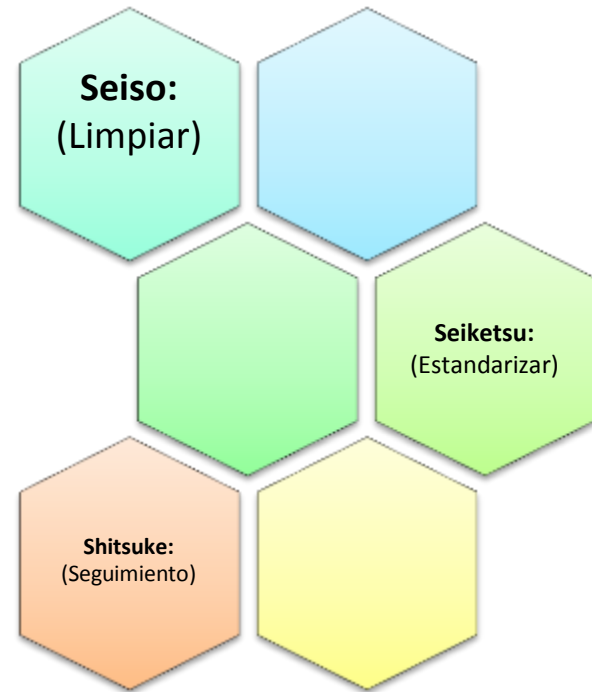 Seiso:
(Limpiar)
Seiketsu:
(Estandarizar)
Shitsuke:
(Seguimiento)